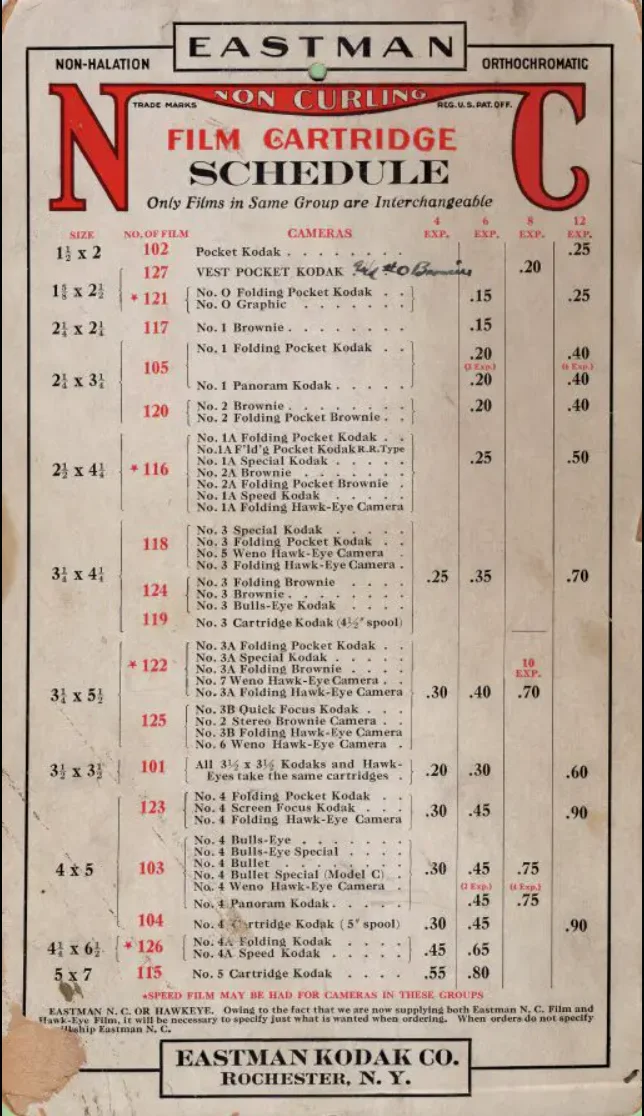 EASTMAN
NON-HALATION ORTHOCHROMATIC
N NON CURLING C
TRADE MARKS REG. U.S. PAT. OFF.
FILM CARTRIDGE
SCHEDULE
Only Films in Same Group are Interchangeable
SIZE NO. OF FILM CAMERAS 4 EXP. 6 EXP. 8 EXP. 12 EXP.
1½ x 2 102 Pocket Kodak . . . . . . . . .25
127 VEST POCKET KODAK #0 Brownie .20
1⅝ x 2½ * 121 No. O Folding Pocket Kodak . . .15 .25
No. O Graphic . . . . . . .
2¼ x 2¼ 117 No. 1 Brownie . . . . . . . .15
2¼ x 3¼ 105 No. 1 Folding Pocket Kodak . . .20 .40
(3 Exp.) (6 Exp.)
No. 1 Panoram Kodak . . . . . .20 .40
120 No. 2 Brownie . . . . . . . .20 .40
No. 2 Folding Pocket Brownie . .
2½ x 4¼ * 116 No. 1A Folding Pocket Kodak . . .25 .50
No. 1A F'ld'g Pocket Kodak R.R. Type
No. 1A Special Kodak . . . . .
No. 2A Brownie . . . . . . .
No. 2A Folding Pocket Brownie .
No. 1A Speed Kodak . . . . .
No. 1A Folding Hawk-Eye Camera
3¼ x 4¼ 118 No. 3 Special Kodak . . . . . .25 .35 .70
No. 3 Folding Pocket Kodak . .
No. 5 Weno Hawk-Eye Camera .
No. 3 Folding Hawk-Eye Camera .
124 No. 3 Folding Brownie . . . .
No. 3 Brownie . . . . . . . .
No. 3 Bulls-Eye Kodak . . . .
119 No. 3 Cartridge Kodak (4½" spool)
3¼ x 5½ * 122 No. 3A Folding Pocket Kodak . . .30 .40 10 EXP. .70
No. 3A Special Kodak . . . . .
No. 3A Folding Brownie . . . .
No. 7 Weno Hawk-Eye Camera . .
No. 3A Folding Hawk-Eye Camera
125 No. 3B Quick Focus Kodak . . .
No. 2 Stereo Brownie Camera . .
No. 3B Folding Hawk-Eye Camera
No. 6 Weno Hawk-Eye Camera .
3½ x 3½ 101 All 3½ x 3½ Kodaks and Hawk- .20 .30 .60
Eyes take the same cartridges .
4 x 5 123 No. 4 Folding Pocket Kodak . . .30 .45 .90
No. 4 Screen Focus Kodak . . .
No. 4 Folding Hawk-Eye Camera
103 No. 4 Bulls-Eye . . . . . . . .30 .45 .75
No. 4 Bulls-Eye Special . . . .
No. 4 Bullet . . . . . . . .
No. 4 Bullet Special (Model C) . .
No. 4 Weno Hawk-Eye Camera . (2 Exp.) (4 Exp.)
No. 4 Panoram Kodak . . . . . .45 .75
104 No. 4 Cartridge Kodak (5" spool) .30 .45 .90
4¼ x 6½ * 126 No. 4A Folding Kodak . . . . .45 .65
No. 4A Speed Kodak . . . . .
5 x 7 115 No. 5 Cartridge Kodak . . . . .55 .80
*SPEED FILM MAY BE HAD FOR CAMERAS IN THESE GROUPS
EASTMAN N. C. OR HAWKEYE. Owing to the fact that we are now supplying both Eastman N. C. Film and
Hawk-Eye Film, it will be necessary to specify just what is wanted when ordering. When orders do not specify
ship Eastman N. C.
EASTMAN KODAK CO.
ROCHESTER, N. Y.